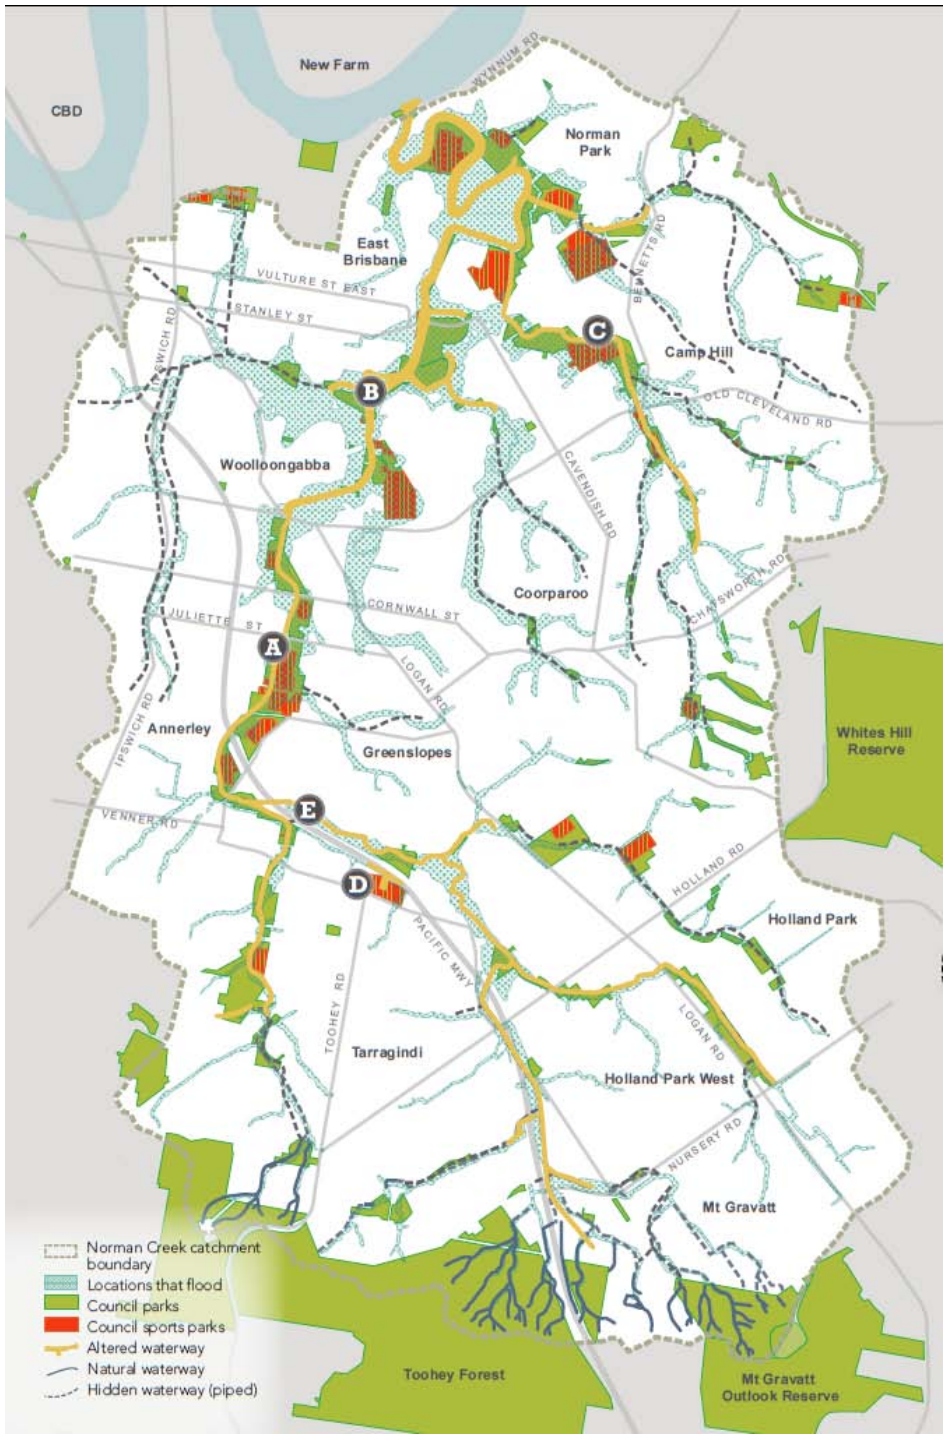 New Farm
WYNNUM RD
CBD
Norman
Park
East
Brisbane
BENNETTS RD
VULTURE ST EAST
STANLEY ST
IPSWICH RD
C
Camp Hill
B
OLD CLEVELAND RD
Woolloongabba
CAVENDISH RD
Coorparoo
CHATSWORTH RD
CORNWALL ST
JULIETTE ST
A
LOGAN RD
IPSWICH RD
Annerley
Greenslopes
Whites Hill
Reserve
VENNER RD
E
HOLLAND RD
D
Holland Park
PACIFIC MWY
TOOHEY RD
LOGAN RD
Tarragindi
Holland Park West
NURSERY RD
Mt Gravatt
Norman Creek catchment
boundary
Locations that flood
Council parks
Council sports parks
Altered waterway
Natural waterway
Hidden waterway (piped)
Toohey Forest
Mt Gravatt
Outlook Reserve